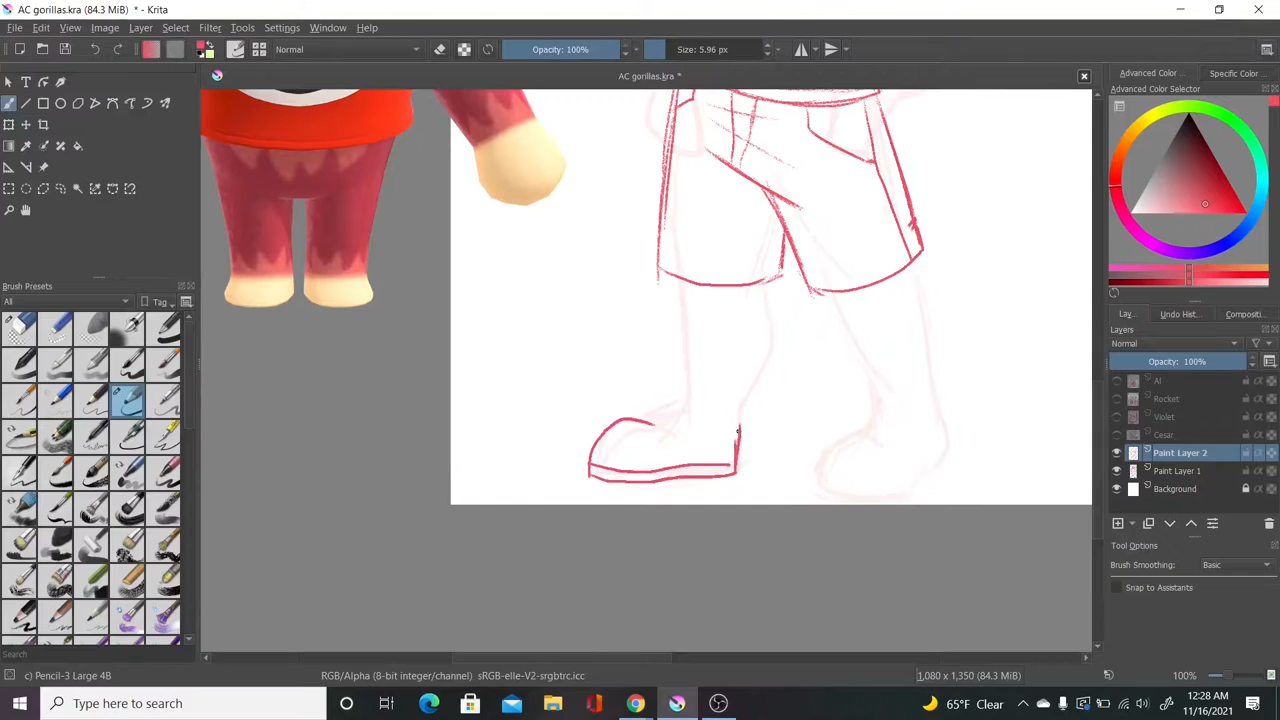 AC gorillas.kra (84.3 MiB) * - Krita
File Edit View Image Layer Select Filter Tools Settings Window Help
Normal Opacity: 100% Size: 5.96 px
AC gorillas.kra *
Advanced Color ... Specific Color ...
Advanced Color Selector
Brush Presets
All Tag
Search
Lay... Undo Hist... Compositi...
Layers
Normal
Opacity: 100%
Al
Rocket
Violet
Cesar
Paint Layer 2
Paint Layer 1
Background
Tool Options
Brush Smoothing: Basic
Snap to Assistants
c) Pencil-3 Large 4B RGB/Alpha (8-bit integer/channel) sRGB-elle-V2-srgbtrc.icc 1,080 x 1,350 (84.3 MiB) 100%
Type here to search 65°F Clear 12:28 AM
11/16/2021